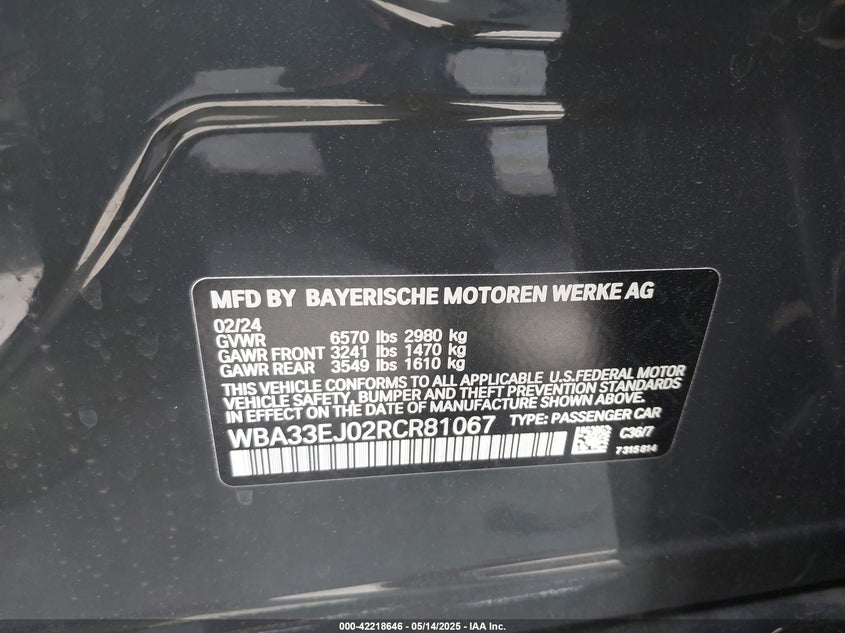 MFD BY BAYERISCHE MOTOREN WERKE AG
02/24
GVWR 6570 lbs 2980 kg
GAWR FRONT 3241 lbs 1470 kg
GAWR REAR 3549 lbs 1610 kg
THIS VEHICLE CONFORMS TO ALL APPLICABLE U.S.FEDERAL MOTOR
VEHICLE SAFETY, BUMPER AND THEFT PREVENTION STANDARDS
IN EFFECT ON THE DATE OF MANUFACTURE SHOWN ABOVE.
WBA33EJ02RCR81067 TYPE: PASSENGER CAR
C36/7
7315814
000-42218646 - 05/14/2025 - IAA Inc.